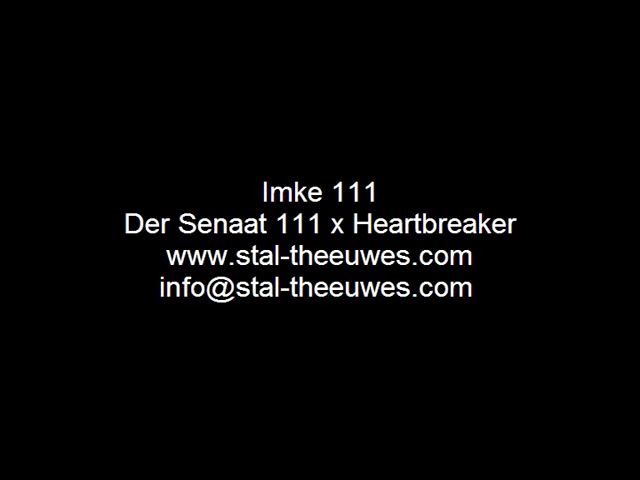 Imke 111
Der Senaat 111 x Heartbreaker
www.stal-theeuwes.com
info@stal-theeuwes.com